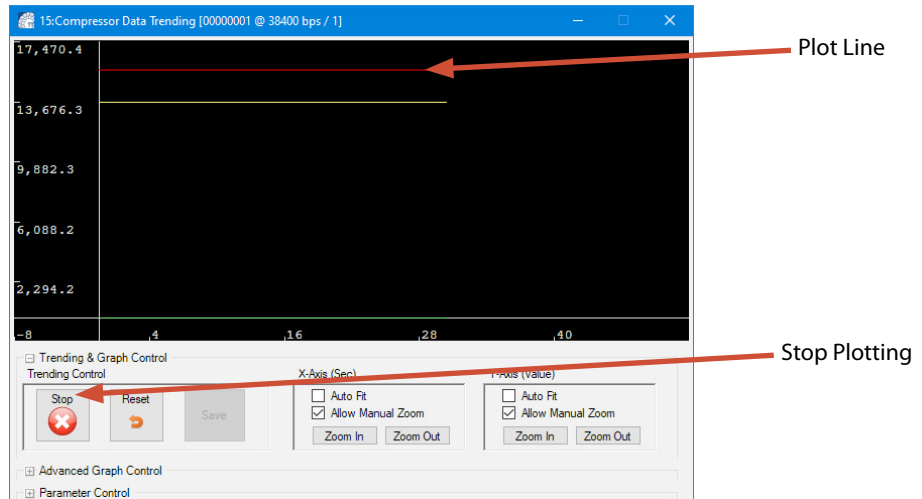 15:Compressor Data Trending [00000001 @ 38400 bps / 1]
17,470.4
Plot Line
13,676.3
9,882.3
6,088.2
2,294.2
-8 4 16 28 40
Trending & Graph Control
Stop Plotting
Trending Control X-Axis (Sec) Y-Axis (Value)
Stop Reset Save
Auto Fit Auto Fit
Allow Manual Zoom Allow Manual Zoom
Zoom In Zoom Out Zoom In Zoom Out
Advanced Graph Control
Parameter Control